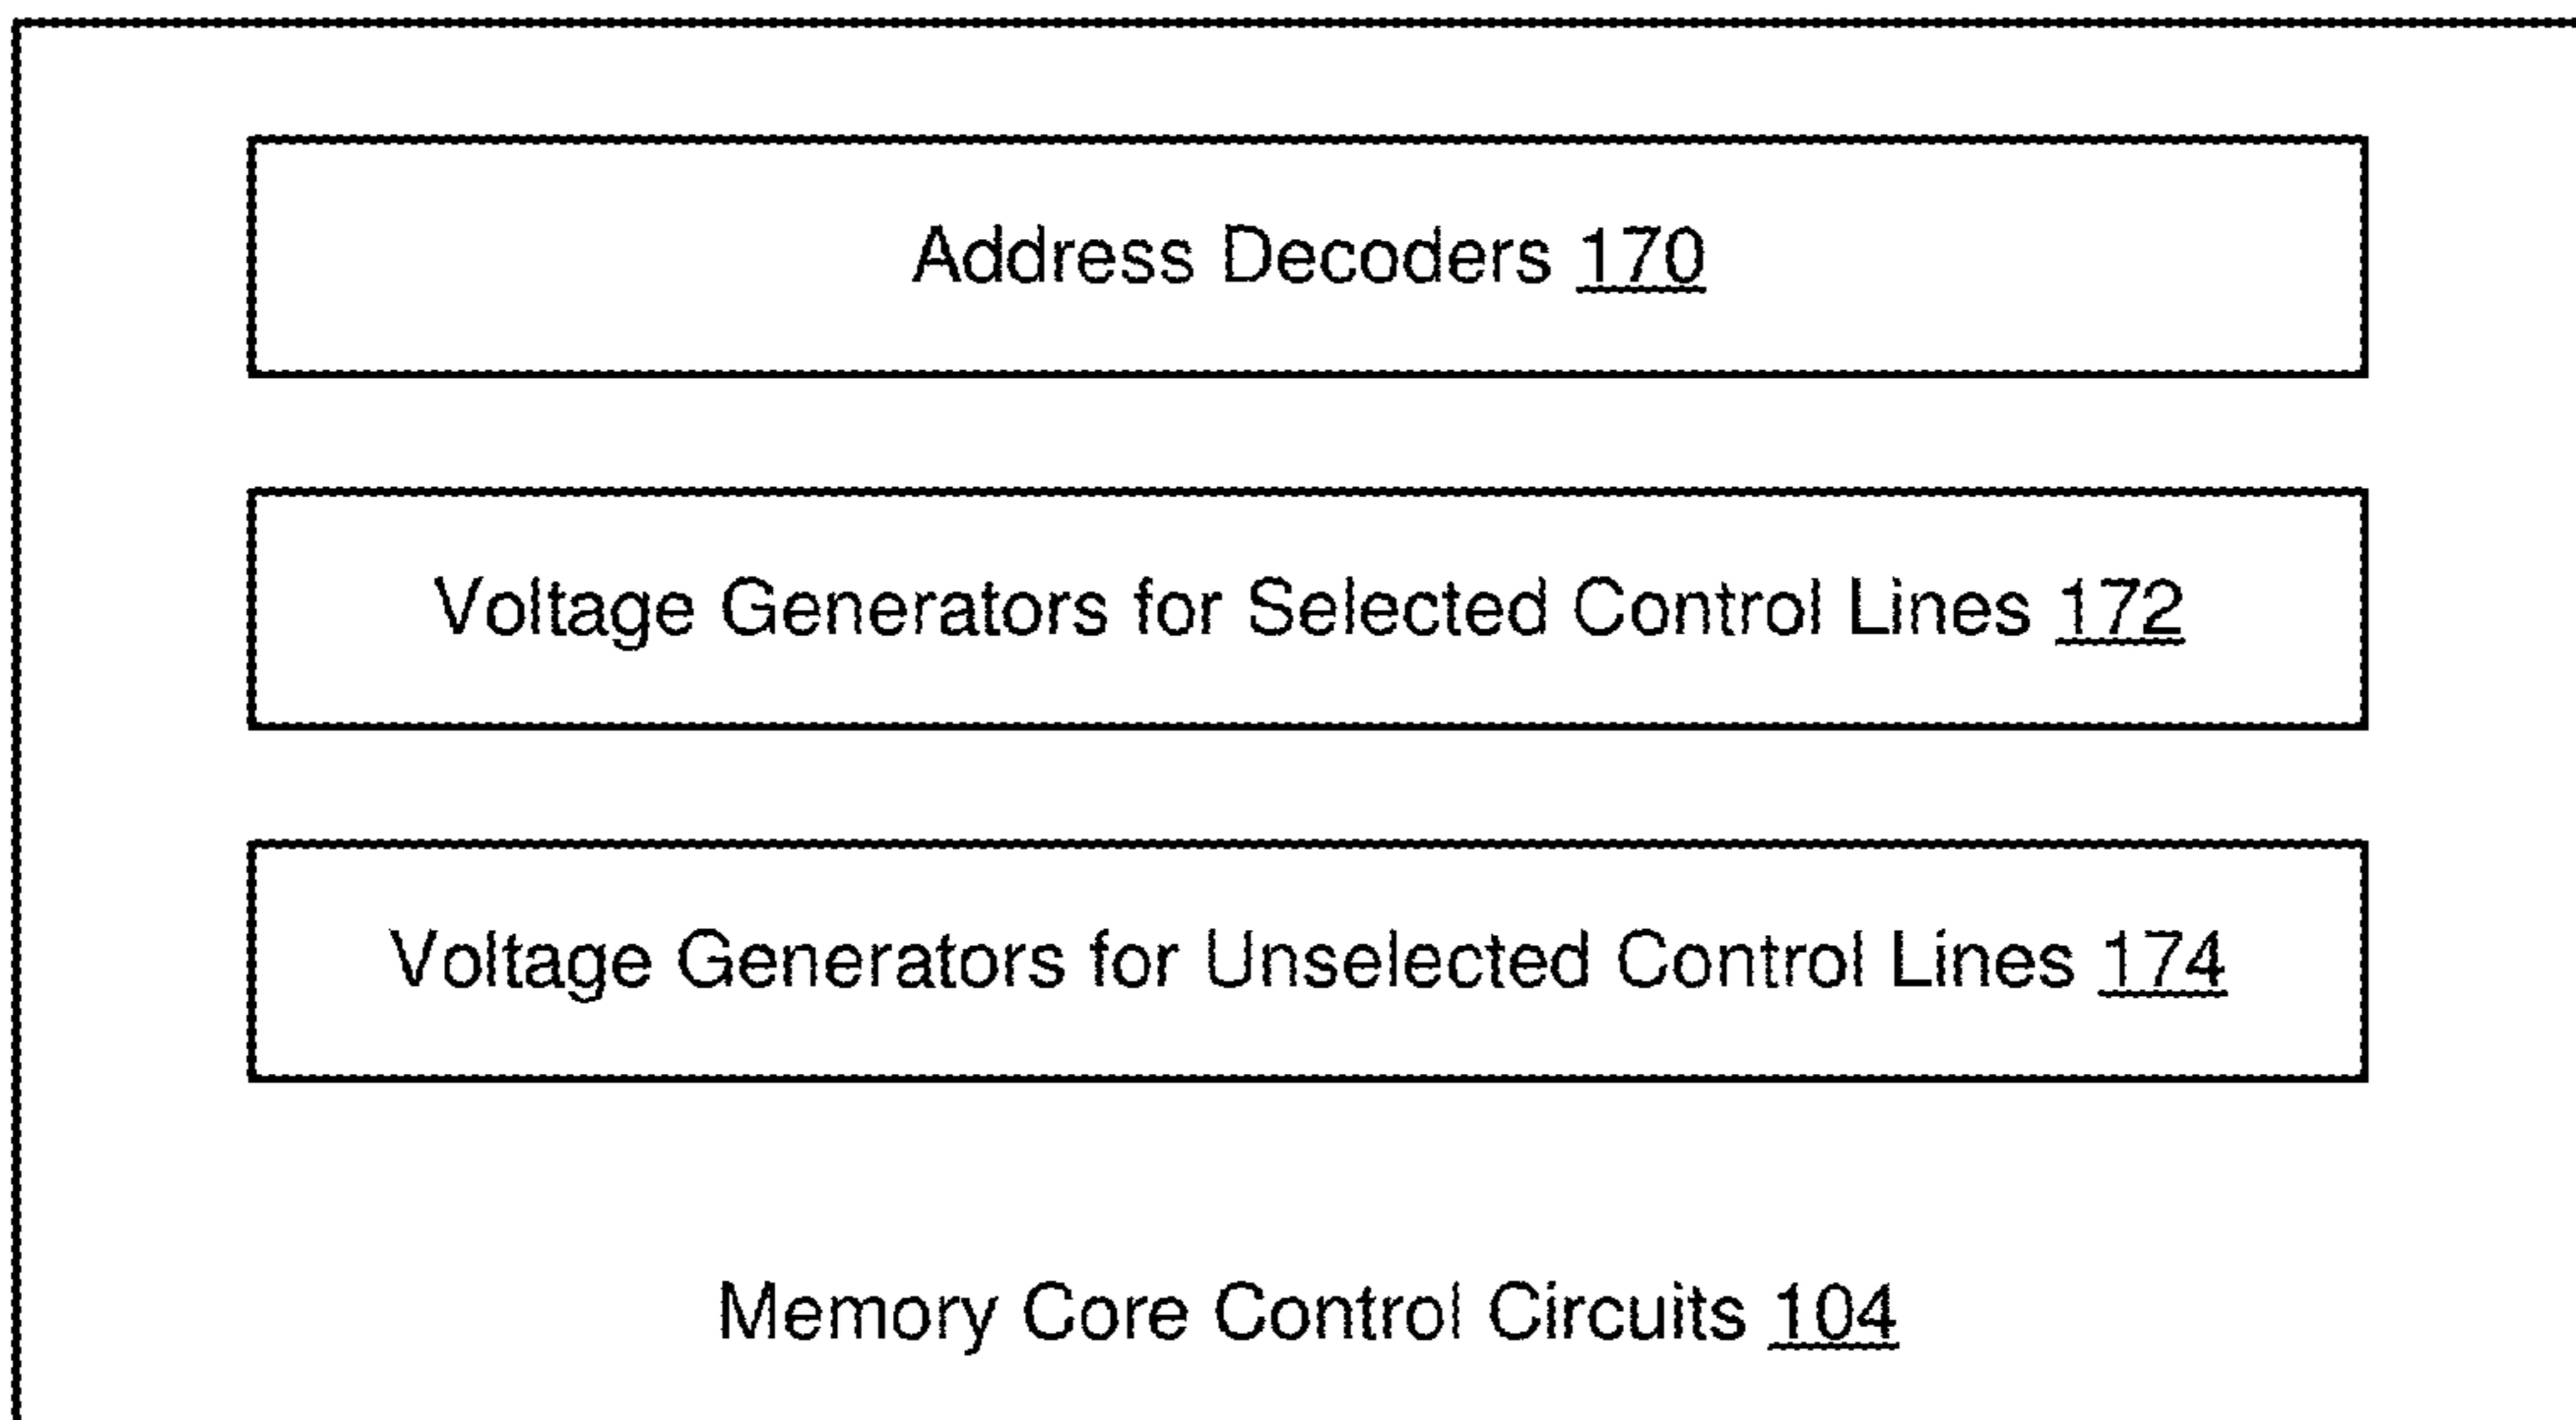 Address Decoders 170
Voltage Generators for Selected Control Lines 172
Voltage Generators for Unselected Control Lines 174
Memory Core Control Circuits 104